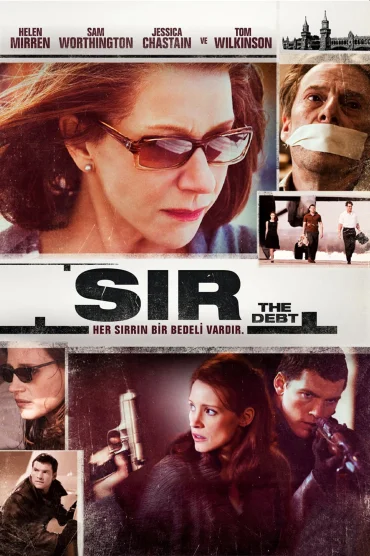 HELEN MIRREN
SAM WORTHINGTON
JESSICA CHASTAIN
VE
TOM WILKINSON
SIR
THE DEBT
HER SIRRIN BİR BEDELİ VARDIR.